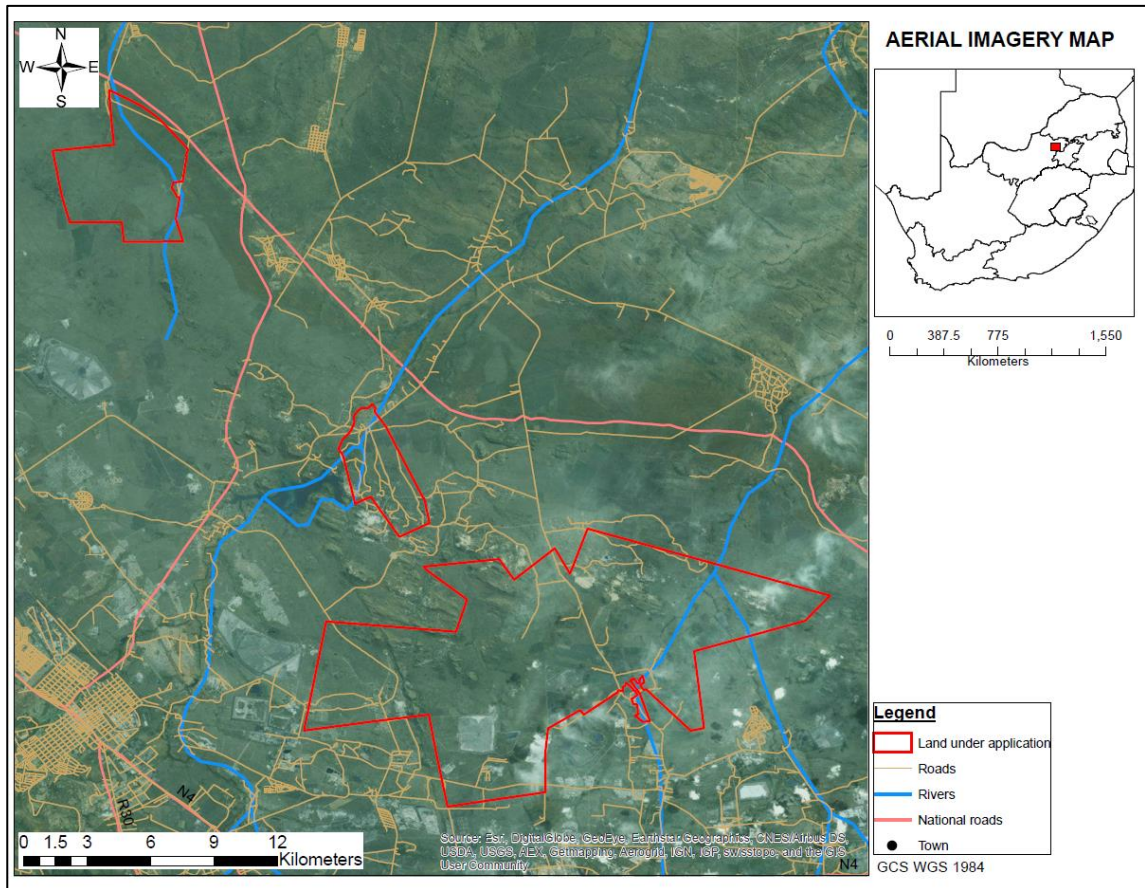 AERIAL IMAGERY MAP
N
W E
S
0 387.5 775 1,550
Kilometers
R30
N4
0 1.5 3 6 9 12
Kilometers
Source: Esri, DigitalGlobe, GeoEye, Earthstar Geographics, CNES/Airbus DS,
USDA, USGS, AEX, Getmapping, Aerogrid, IGN, IGP, swisstopo, and the GIS
User Community
N4
Legend
Land under application
Roads
Rivers
National roads
Town
GCS WGS 1984